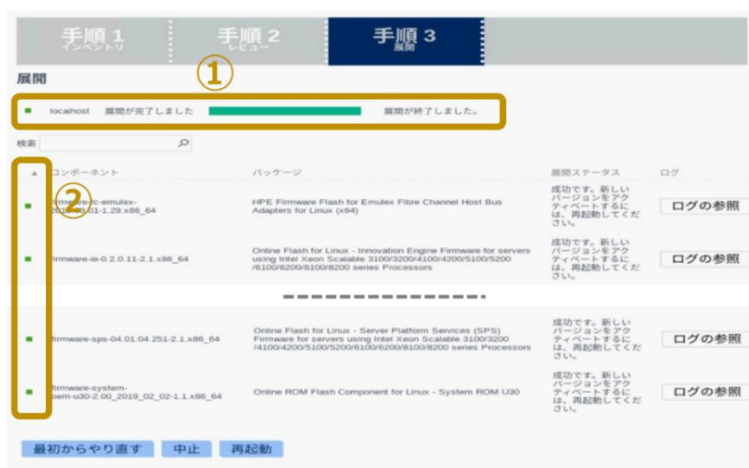 手順 1
インベントリ
手順 2
レビュー
手順 3
展開
①
展開
localhost 展開が完了しました 展開が終了しました。
検索
コンポーネント パッケージ 展開ステータス ログ
②
firmware-fc-emulex-
01-1.29.x86_64
HPE Firmware Flash for Emulex Fibre Channel Host Bus
Adapters for Linux (x64)
成功です。新しい
バージョンをアク
ティベートするに
は、再起動してくだ
さい。
ログの参照
firmware-ie-0.2.0.11-2.1.x86_64
Online Flash for Linux - Innovation Engine Firmware for servers
using Intel Xeon Scalable 3100/3200/4100/4200/5100/5200
/6100/6200/8100/8200 series Processors
成功です。新しい
バージョンをアク
ティベートするに
は、再起動してくだ
さい。
ログの参照
firmware-sps-04.01.04.251-2.1.x86_64
Online Flash for Linux - Server Platform Services (SPS)
Firmware for servers using Intel Xeon Scalable 3100/3200
/4100/4200/5100/5200/6100/6200/8100/8200 series Processors
成功です。新しい
バージョンをアク
ティベートするに
は、再起動してくだ
さい。
ログの参照
firmware-system-
oem-u30-2.00_2019_02_02-1.1.x86_64
Online ROM Flash Component for Linux - System ROM U30
成功です。新しい
バージョンをアク
ティベートするに
は、再起動してくだ
さい。
ログの参照
最初からやり直す 中止 再起動